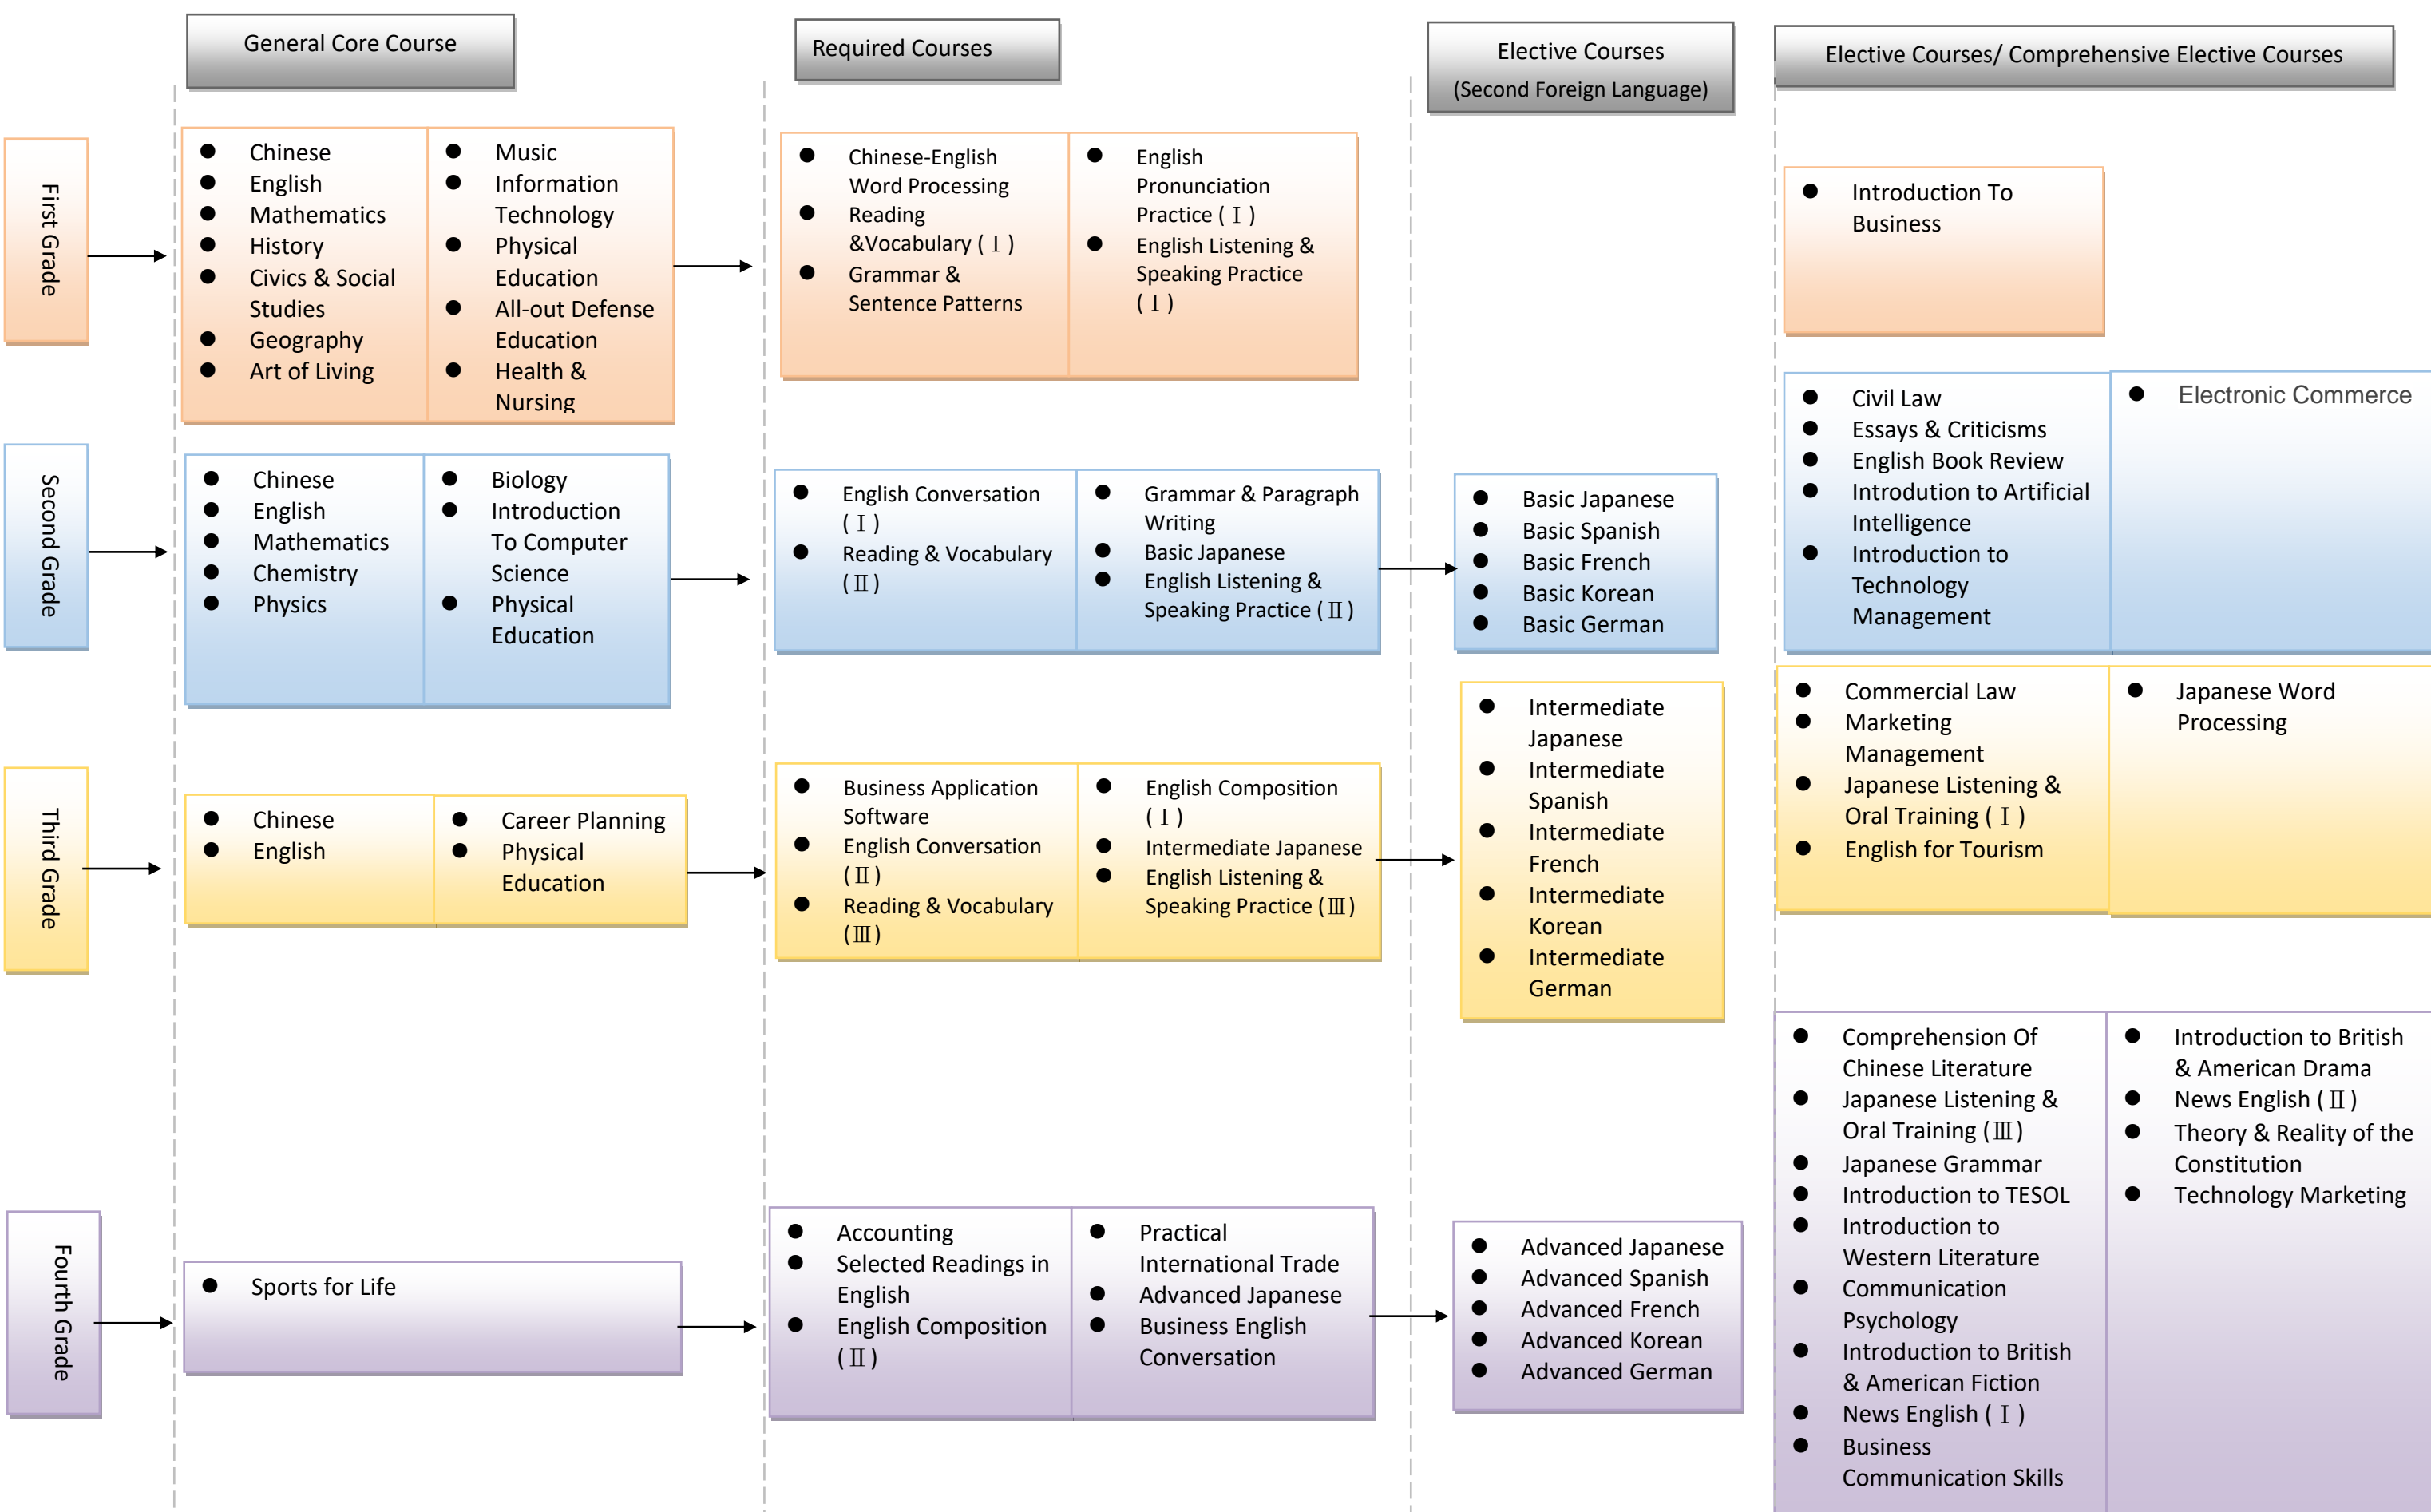 General Core Course
Required Courses
Elective Courses
(Second Foreign Language)
Elective Courses/ Comprehensive Elective Courses
First Grade
● Chinese
● English
● Mathematics
● History
● Civics & Social
Studies
● Geography
● Art of Living
● Music
● Information
Technology
● Physical
Education
● All-out Defense
Education
● Health &
Nursing
● Chinese-English
Word Processing
● Reading
&Vocabulary (Ⅰ)
● Grammar &
Sentence Patterns
● English
Pronunciation
Practice (Ⅰ)
● English Listening &
Speaking Practice
(Ⅰ)
● Introduction To
Business
Second Grade
● Chinese
● English
● Mathematics
● Chemistry
● Physics
● Biology
● Introduction
To Computer
Science
● Physical
Education
● English Conversation
(Ⅰ)
● Reading & Vocabulary
(Ⅱ)
● Grammar & Paragraph
Writing
● Basic Japanese
● English Listening &
Speaking Practice (Ⅱ)
● Basic Japanese
● Basic Spanish
● Basic French
● Basic Korean
● Basic German
● Civil Law
● Essays & Criticisms
● English Book Review
● Introdution to Artificial
Intelligence
● Introduction to
Technology
Management
● Electronic Commerce
Third Grade
● Chinese
● English
● Career Planning
● Physical
Education
● Business Application
Software
● English Conversation
(Ⅱ)
● Reading & Vocabulary
(Ⅲ)
● English Composition
(Ⅰ)
● Intermediate Japanese
● English Listening &
Speaking Practice (Ⅲ)
● Intermediate
Japanese
● Intermediate
Spanish
● Intermediate
French
● Intermediate
Korean
● Intermediate
German
● Commercial Law
● Marketing
Management
● Japanese Listening &
Oral Training (Ⅰ)
● English for Tourism
● Japanese Word
Processing
Fourth Grade
● Sports for Life
● Accounting
● Selected Readings in
English
● English Composition
(Ⅱ)
● Practical
International Trade
● Advanced Japanese
● Business English
Conversation
● Advanced Japanese
● Advanced Spanish
● Advanced French
● Advanced Korean
● Advanced German
● Comprehension Of
Chinese Literature
● Japanese Listening &
Oral Training (Ⅲ)
● Japanese Grammar
● Introduction to TESOL
● Introduction to
Western Literature
● Communication
Psychology
● Introduction to British
& American Fiction
● News English (Ⅰ)
● Business
Communication Skills
● Introduction to British
& American Drama
● News English (Ⅱ)
● Theory & Reality of the
Constitution
● Technology Marketing